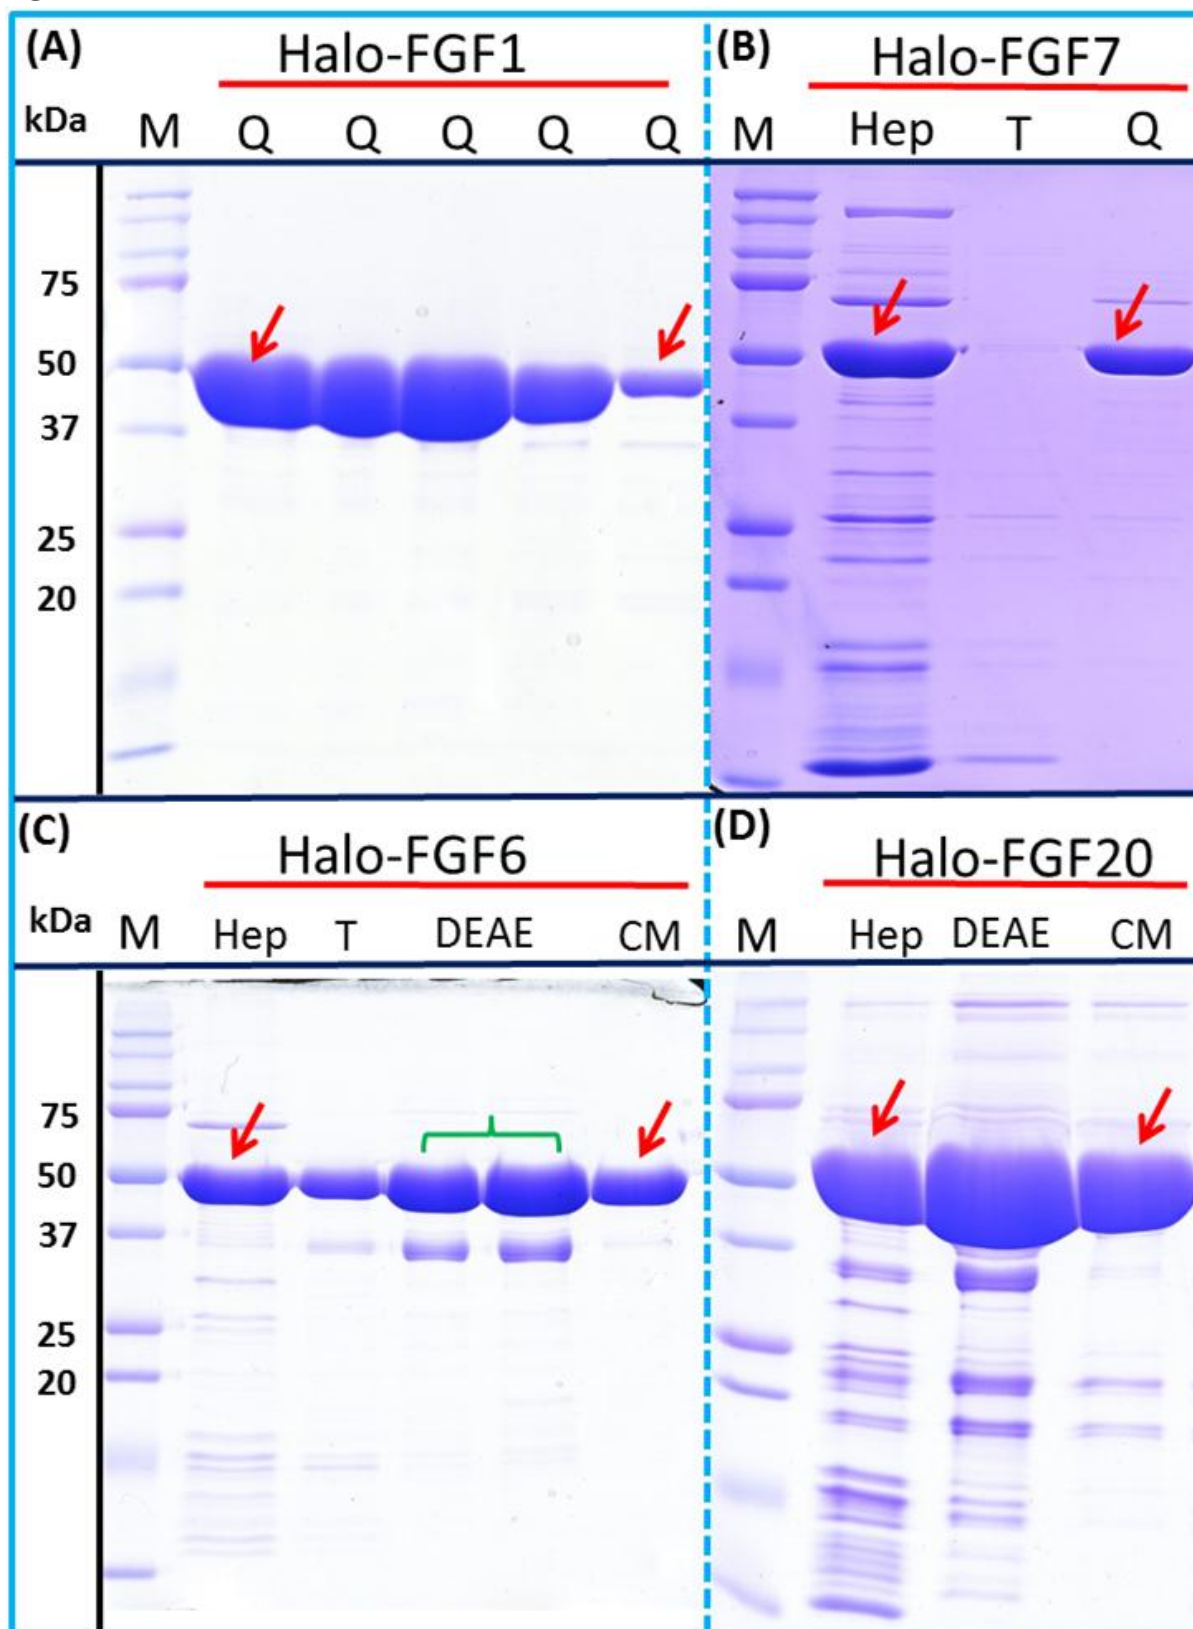 (A) Halo-FGF1
kDa M Q Q Q Q Q
75
50
37
25
20
(B) Halo-FGF7
M Hep T Q
(C) Halo-FGF6
kDa M Hep T DEAE CM
75
50
37
25
20
(D) Halo-FGF20
M Hep DEAE CM